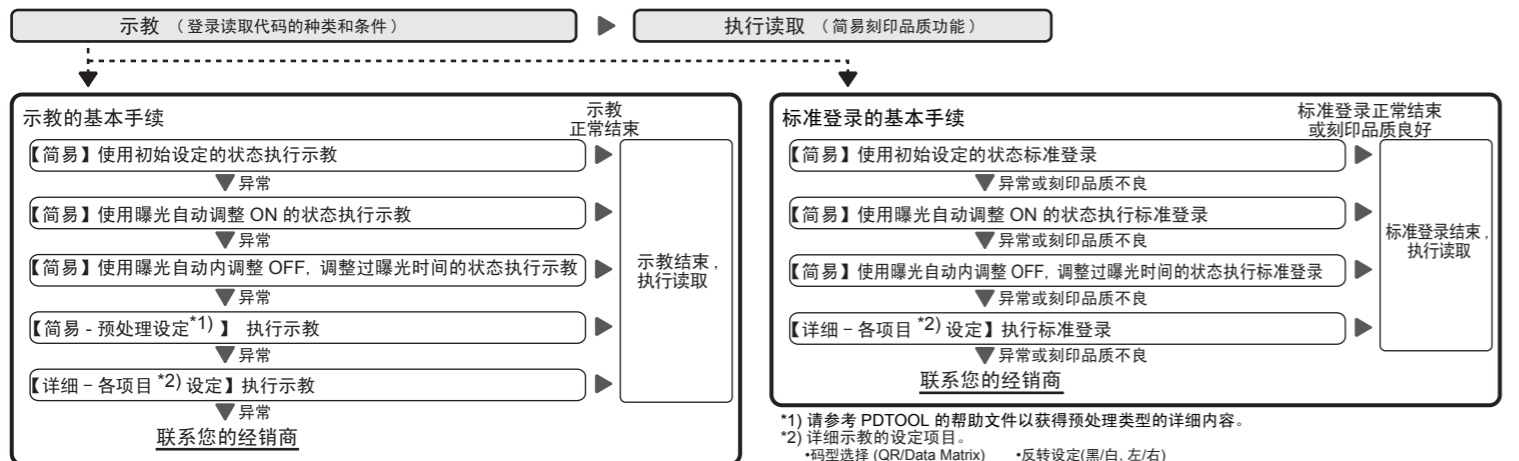 示教 （登录读取代码的种类和条件）
执行读取 （简易刻印品质功能）
示教的基本手续
示教
正常结束
【简易】使用初始设定的状态执行示教
异常
【简易】使用曝光自动调整 ON 的状态执行示教
异常
【简易】使用曝光自动内调整 OFF, 调整过曝光时间的状态执行示教
异常
【简易 - 预处理设定*1) 】 执行示教
异常
【详细－各项目 *2) 设定】执行示教
异常
联系您的经销商
示教结束，
执行读取
标准登录的基本手续
标准登录正常结束
或刻印品质良好
【简易】使用初始设定的状态标准登录
异常或刻印品质不良
【简易】使用曝光自动调整 ON 的状态执行标准登录
异常或刻印品质不良
【简易】使用曝光自动内调整 OFF, 调整过曝光时间的状态执行标准登录
异常或刻印品质不良
【详细－各项目 *2) 设定】执行标准登录
异常或刻印品质不良
联系您的经销商
标准登录结束，
执行读取
*1) 请参考 PDTOOL 的帮助文件以获得预处理类型的详细内容。
*2) 详细示教的设定项目。
•码型选择 (QR/Data Matrix) •反转设定(黑/白, 左/右)